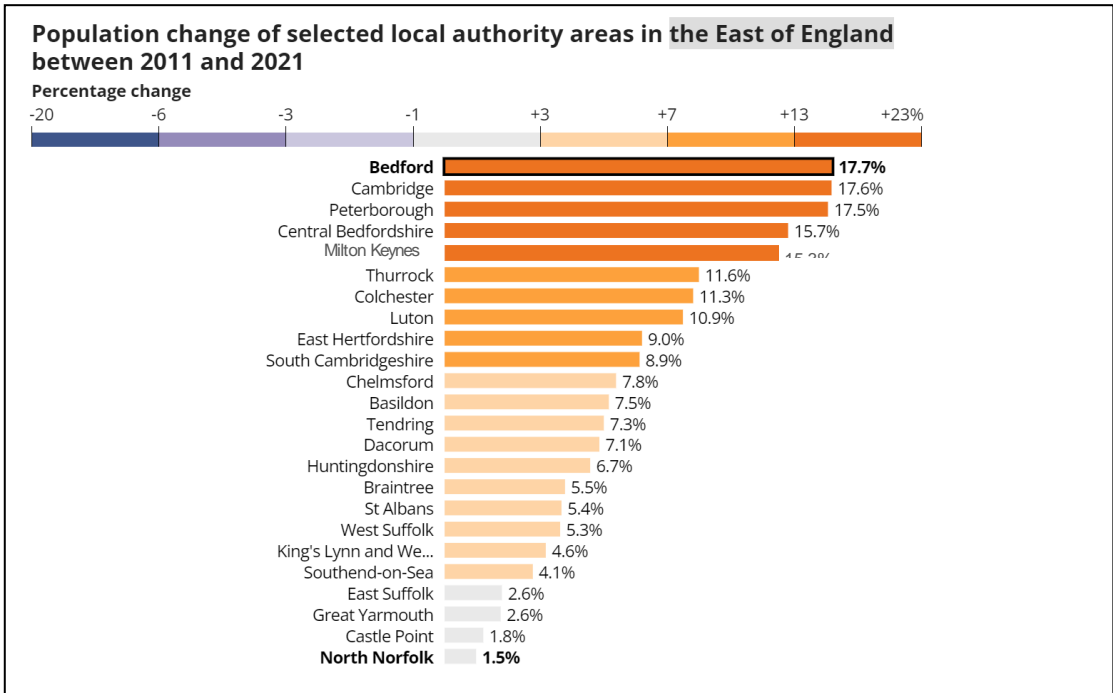 Population change of selected local authority areas in the East of England
between 2011 and 2021
Percentage change
-20 -6 -3 -1 +3 +7 +13 +23%
Bedford 17.7%
Cambridge 17.6%
Peterborough 17.5%
Central Bedfordshire 15.7%
Milton Keynes
Thurrock 11.6%
Colchester 11.3%
Luton 10.9%
East Hertfordshire 9.0%
South Cambridgeshire 8.9%
Chelmsford 7.8%
Basildon 7.5%
Tendring 7.3%
Dacorum 7.1%
Huntingdonshire 6.7%
Braintree 5.5%
St Albans 5.4%
West Suffolk 5.3%
King's Lynn and We... 4.6%
Southend-on-Sea 4.1%
East Suffolk 2.6%
Great Yarmouth 2.6%
Castle Point 1.8%
North Norfolk 1.5%